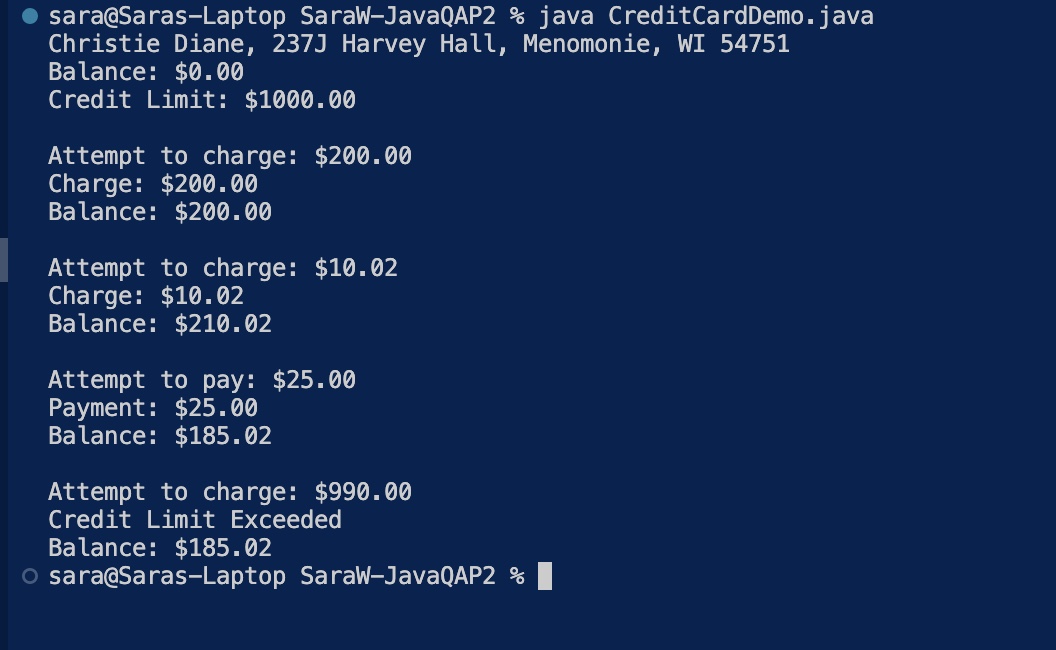 sara@Saras-Laptop SaraW-JavaQAP2 % java CreditCardDemo.java
Christie Diane, 237J Harvey Hall, Menomonie, WI 54751
Balance: $0.00
Credit Limit: $1000.00
Attempt to charge: $200.00
Charge: $200.00
Balance: $200.00
Attempt to charge: $10.02
Charge: $10.02
Balance: $210.02
Attempt to pay: $25.00
Payment: $25.00
Balance: $185.02
Attempt to charge: $990.00
Credit Limit Exceeded
Balance: $185.02
sara@Saras-Laptop SaraW-JavaQAP2 %